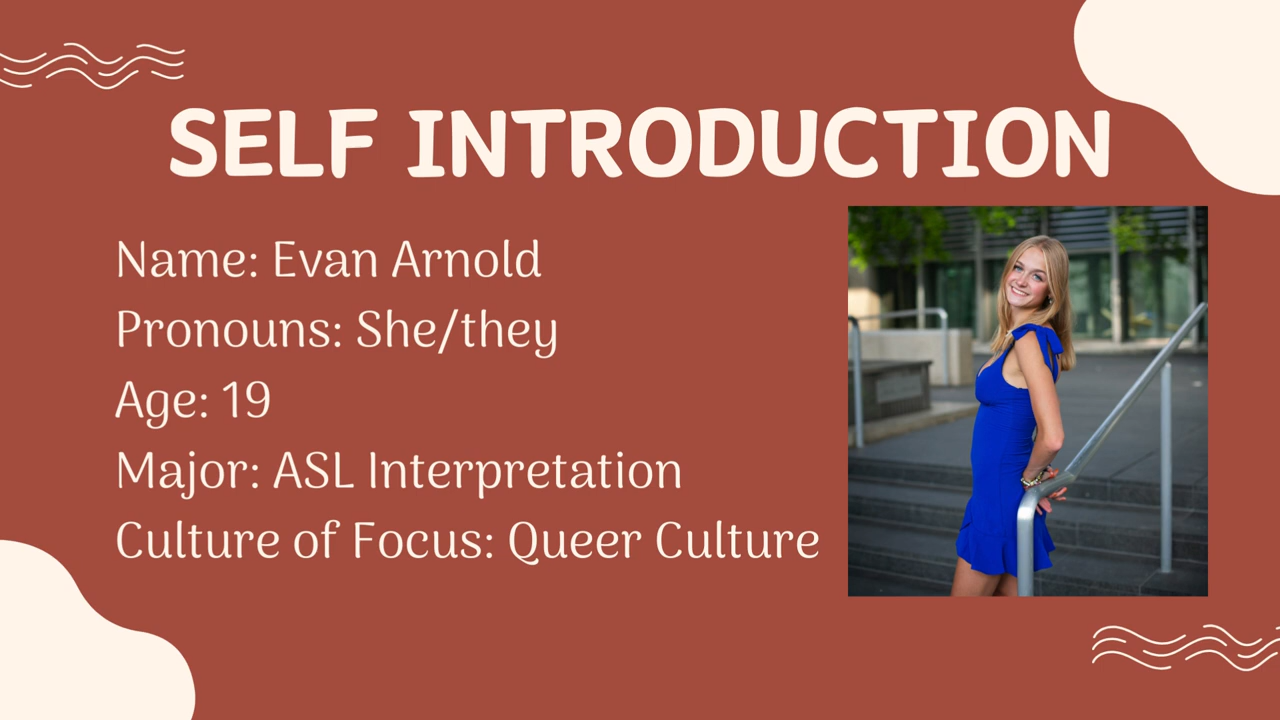 SELF INTRODUCTION
Name: Evan Arnold
Pronouns: She/they
Age: 19
Major: ASL Interpretation
Culture of Focus: Queer Culture